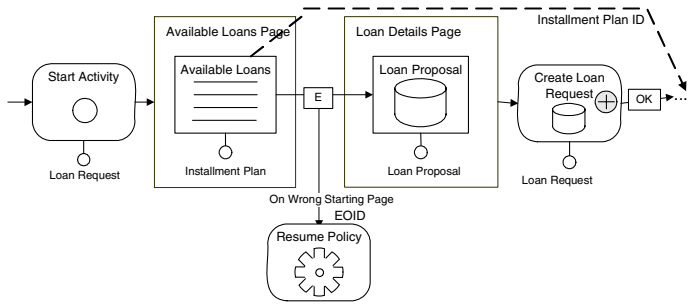 Available Loans Page
Loan Details Page
Installment Plan ID
Start Activity
Available Loans
Loan Proposal
Create Loan
Request
E
OK
...
Loan Request
Installment Plan
Loan Proposal
Loan Request
On Wrong Starting Page
EOID
Resume Policy